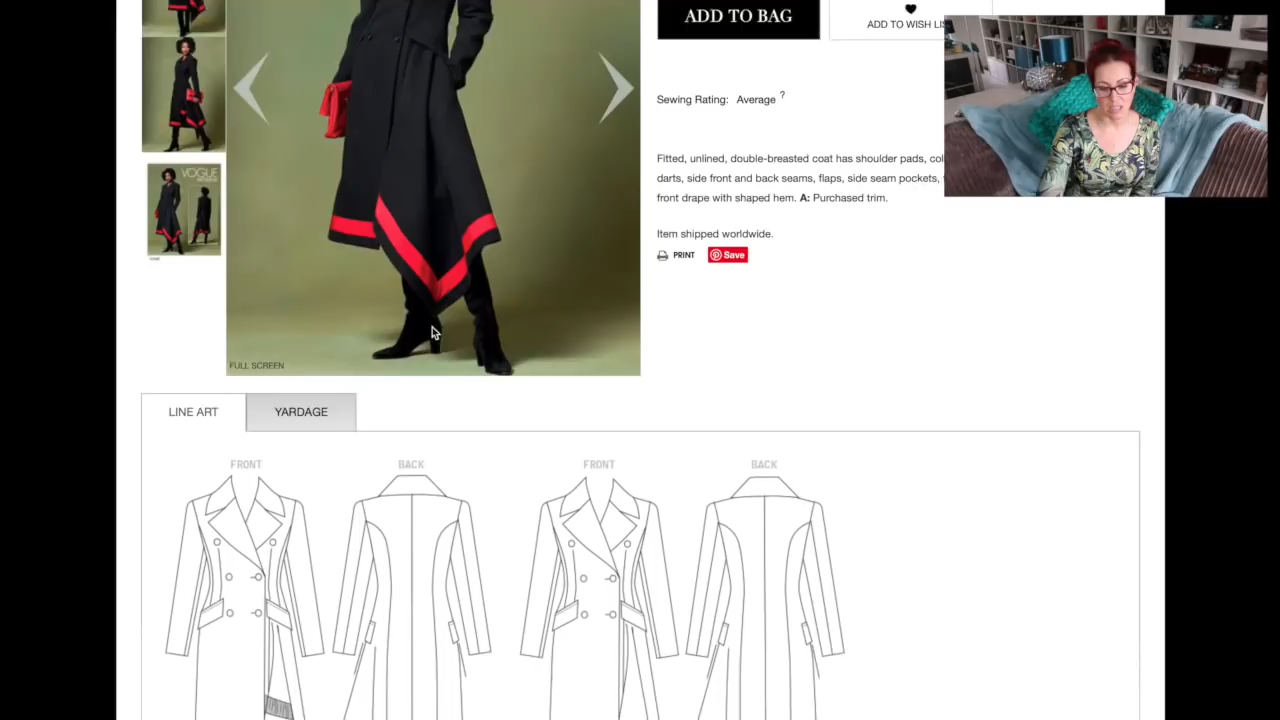 ADD TO BAG
ADD TO WISH LIS
Sewing Rating: Average ?
Fitted, unlined, double-breasted coat has shoulder pads, col
darts, side front and back seams, flaps, side seam pockets,
front drape with shaped hem. A: Purchased trim.
Item shipped worldwide.
PRINT
Save
VOGUE
FULL SCREEN
LINE ART
YARDAGE
FRONT
BACK
FRONT
BACK